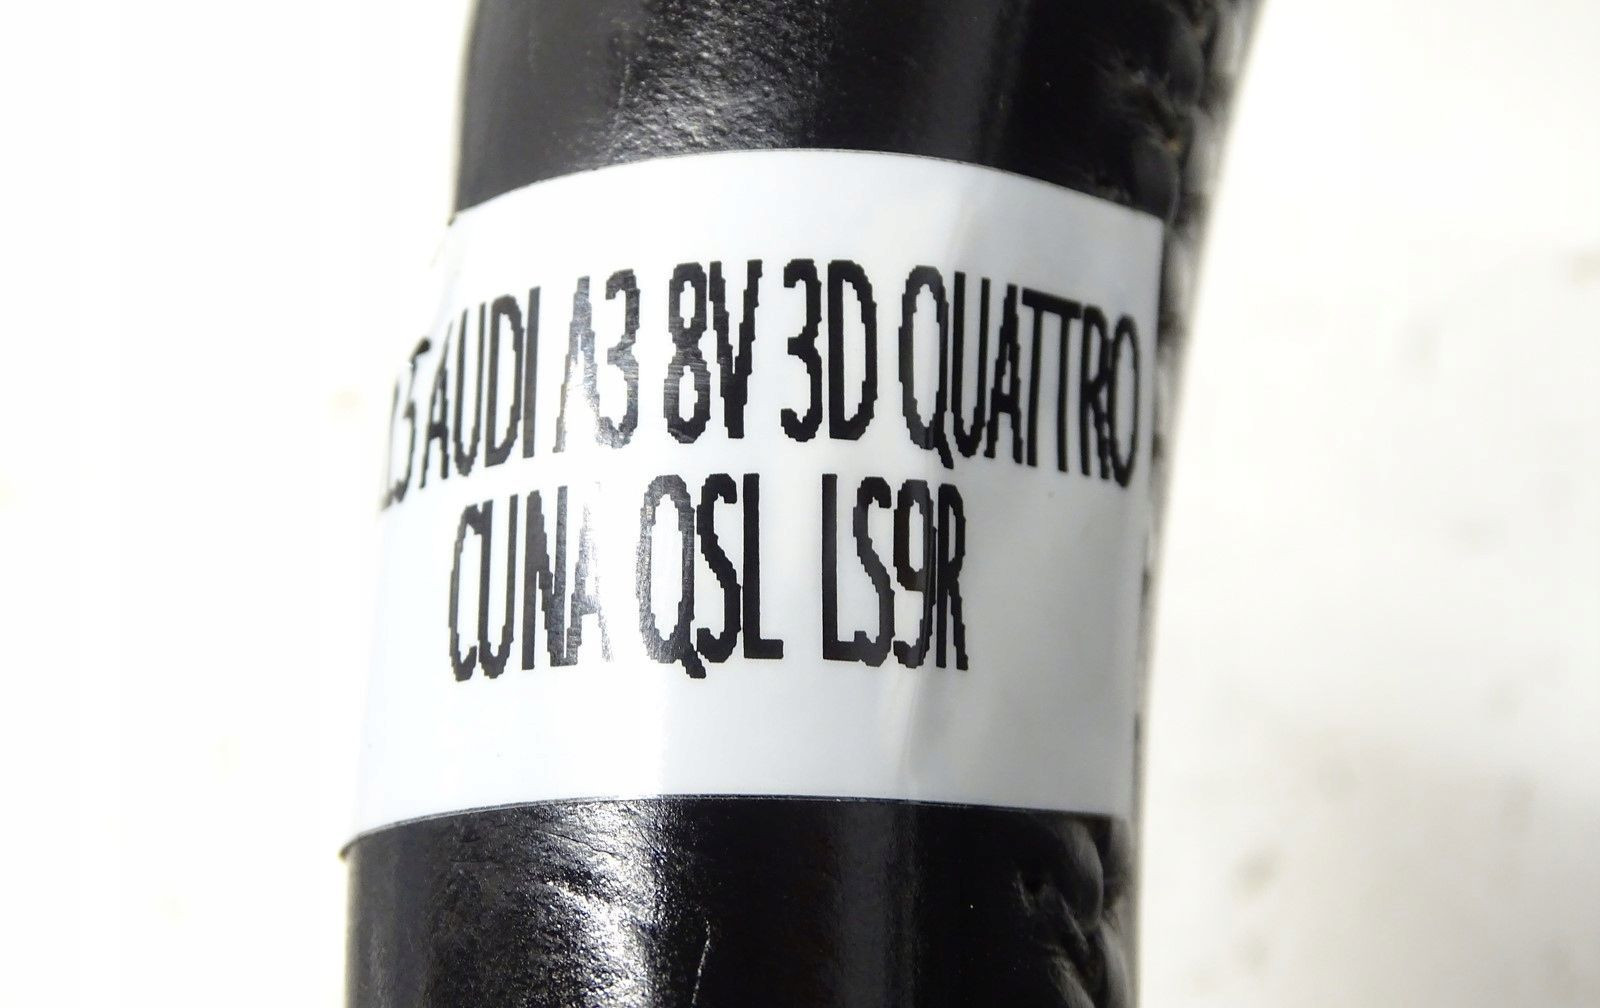 AUDI A3 8V 3D QUATTRO
CUNA QSL LS9R